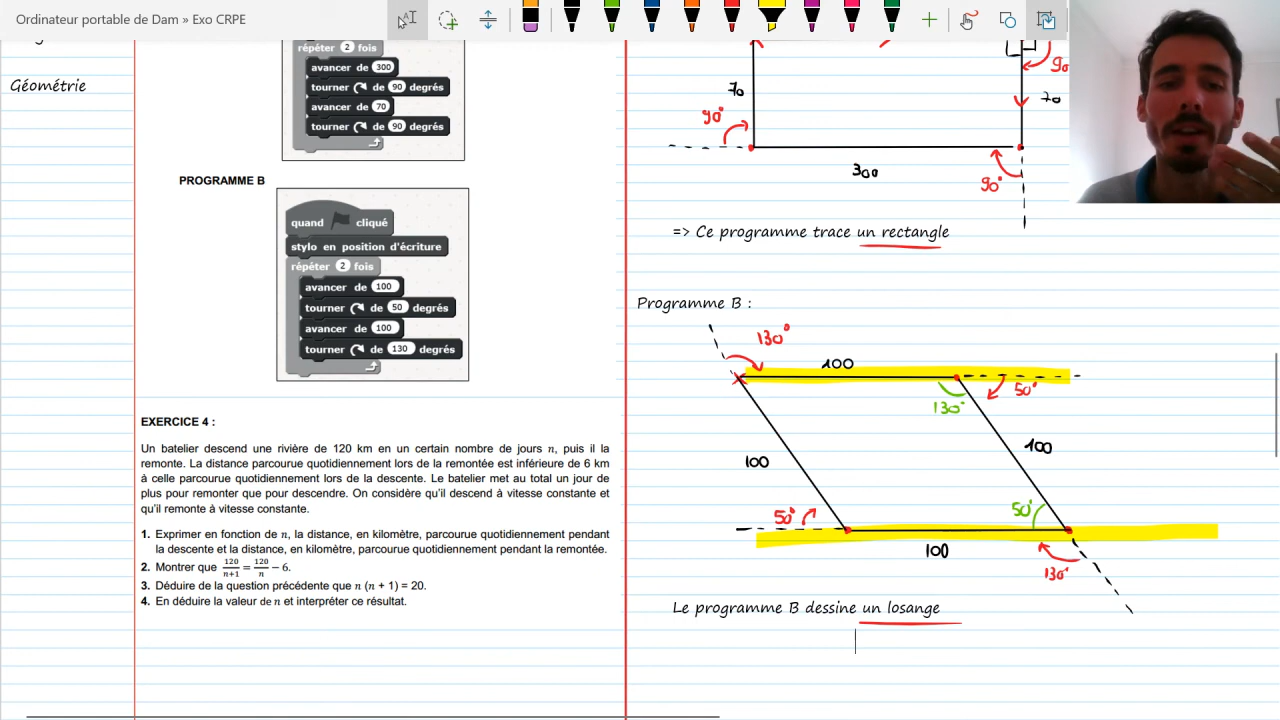 Ordinateur portable de Dam » Exo CRPE
Géométrie
répéter 2 fois
avancer de 300
tourner de 90 degrés
avancer de 70
tourner de 90 degrés
PROGRAMME B
quand cliqué
stylo en position d'écriture
répéter 2 fois
avancer de 100
tourner de 50 degrés
avancer de 100
tourner de 130 degrés
EXERCICE 4 :
Un batelier descend une rivière de 120 km en un certain nombre de jours n, puis il la
remonte. La distance parcourue quotidiennement lors de la remontée est inférieure de 6 km
à celle parcourue quotidiennement lors de la descente. Le batelier met au total un jour de
plus pour remonter que pour descendre. On considère qu'il descend à vitesse constante et
qu'il remonte à vitesse constante.
1. Exprimer en fonction de n, la distance, en kilomètre, parcourue quotidiennement pendant
la descente et la distance, en kilomètre, parcourue quotidiennement pendant la remontée.
2. Montrer que 120/n+1 = 120/n − 6.
3. Déduire de la question précédente que n (n + 1) = 20.
4. En déduire la valeur de n et interpréter ce résultat.
90
70
70
90°
300
90°
=> Ce programme trace un rectangle
Programme B :
130°
100
50°
130°
100
100
50°
50°
100
130°
Le programme B dessine un losange